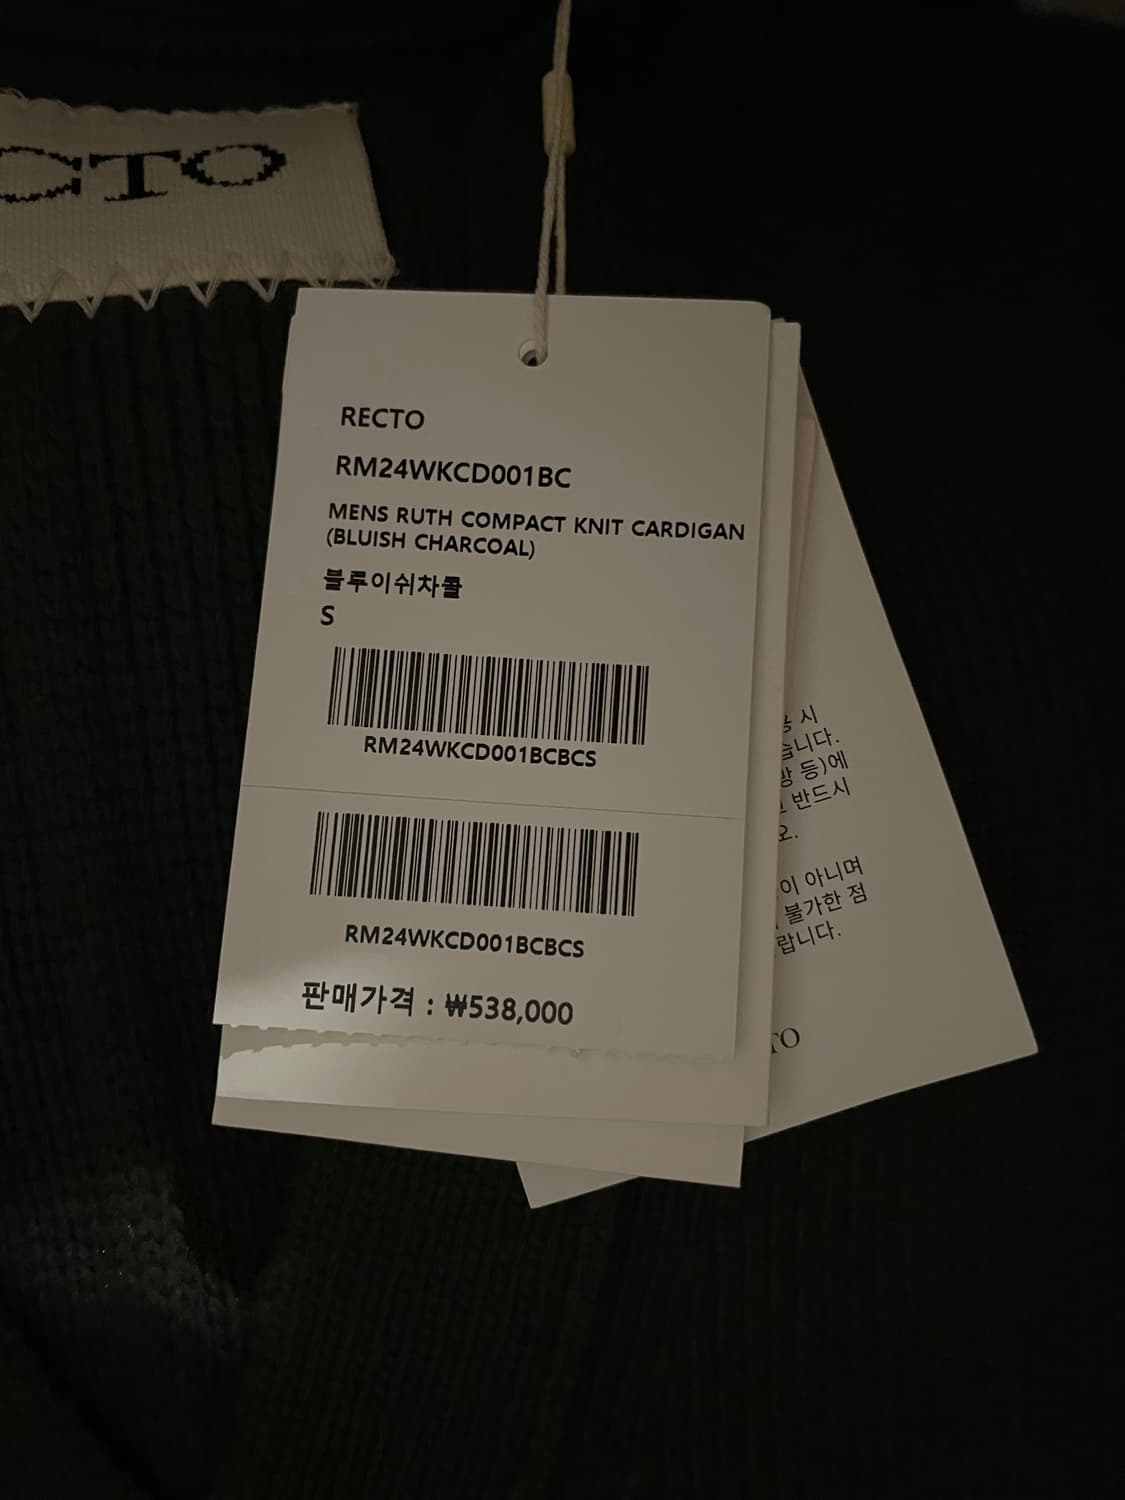 CTO
RECTO
RM24WKCD001BC
MENS RUTH COMPACT KNIT CARDIGAN
(BLUISH CHARCOAL)
블루이쉬차콜
S
RM24WKCD001BCBCS
RM24WKCD001BCBCS
판매가격 : ₩538,000
시
습니다.
등)에
반드시
오.
이 아니며
불가한 점
랍니다.
TO